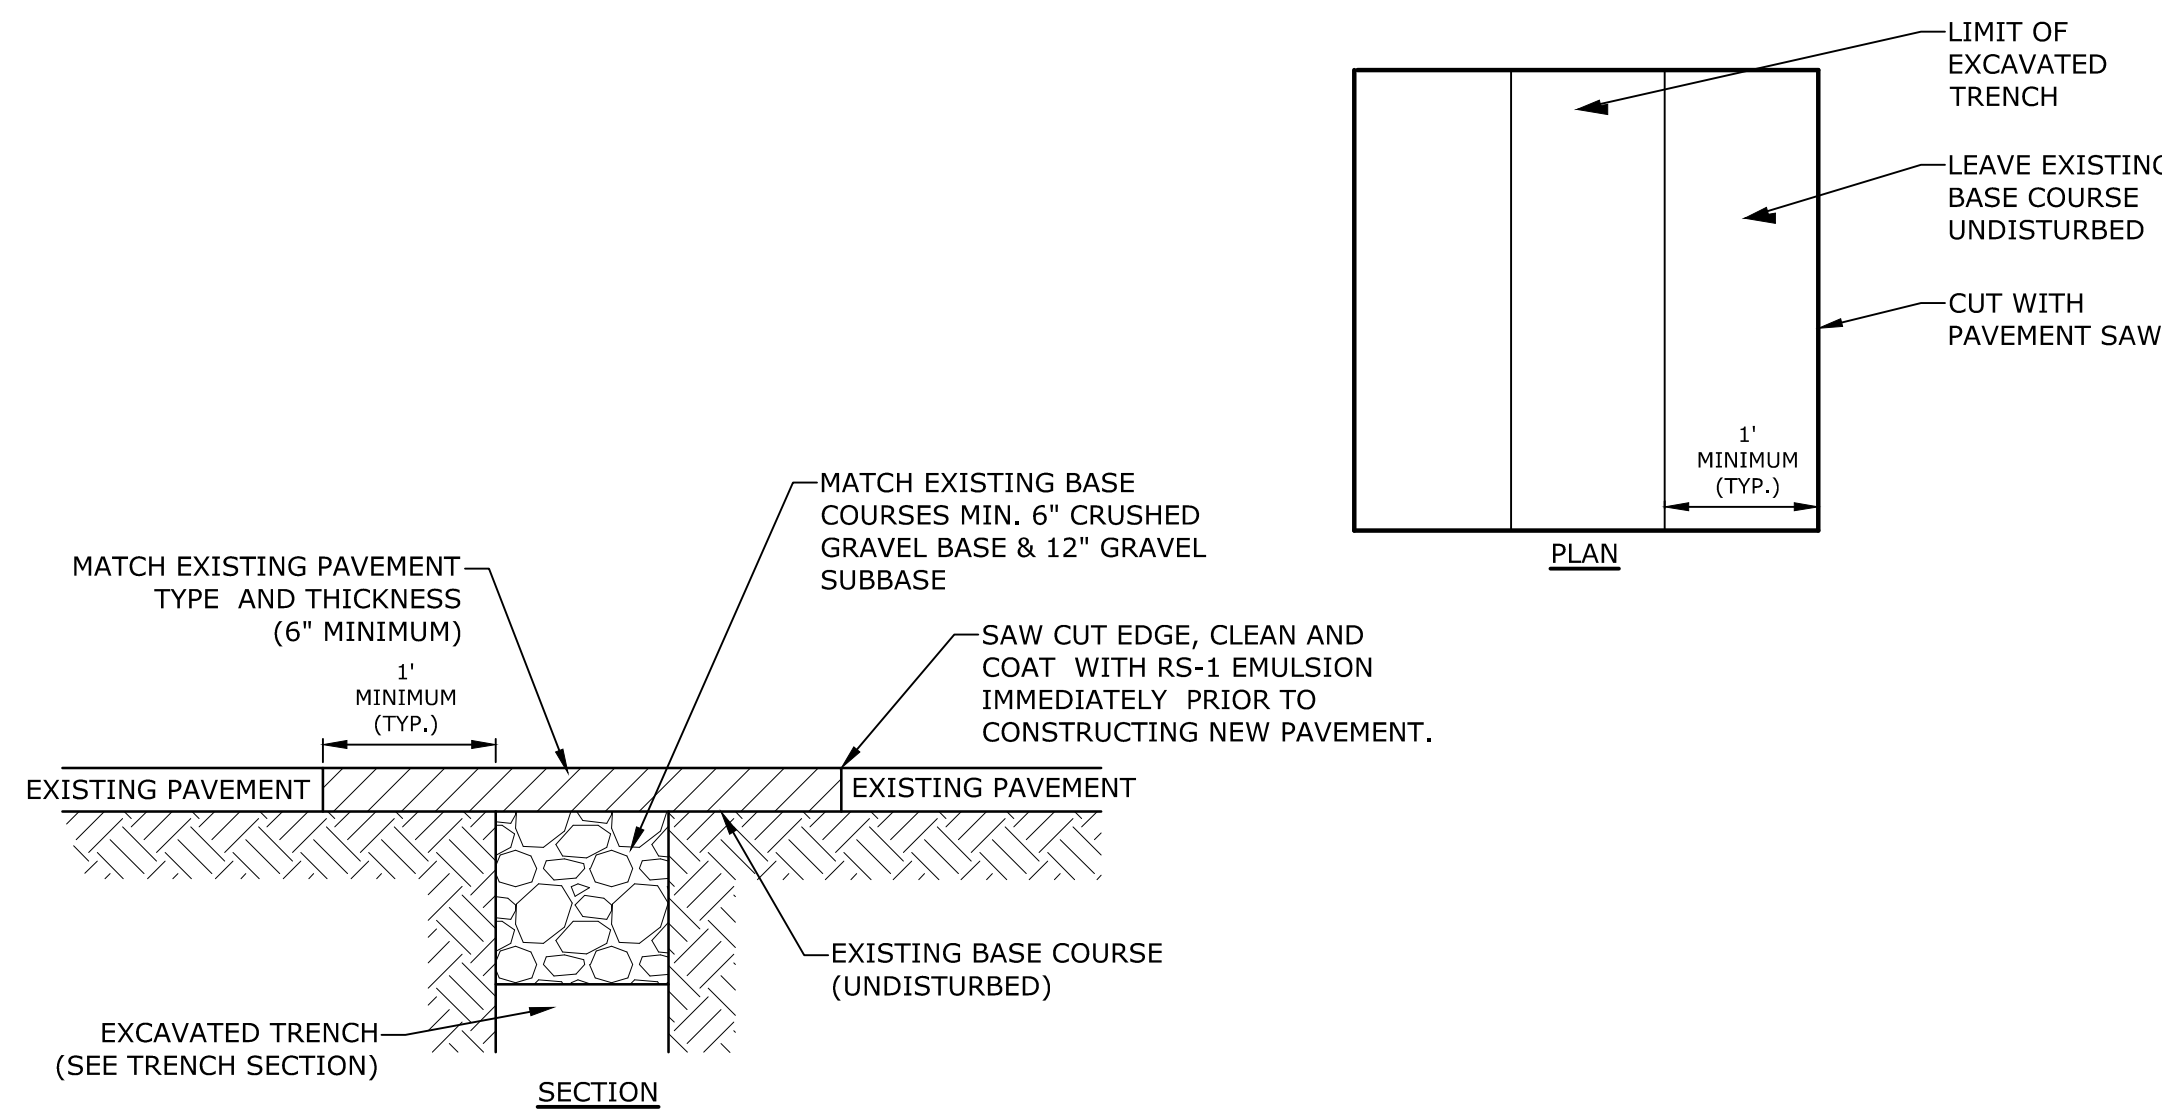 LIMIT OF
EXCAVATED
TRENCH
LEAVE EXISTING
BASE COURSE
UNDISTURBED
CUT WITH
PAVEMENT SAW
1'
MINIMUM
(TYP.)
PLAN
MATCH EXISTING BASE
COURSES MIN. 6" CRUSHED
GRAVEL BASE & 12" GRAVEL
SUBBASE
MATCH EXISTING PAVEMENT
TYPE AND THICKNESS
(6" MINIMUM)
SAW CUT EDGE, CLEAN AND
COAT WITH RS-1 EMULSION
IMMEDIATELY PRIOR TO
CONSTRUCTING NEW PAVEMENT.
1'
MINIMUM
(TYP.)
EXISTING PAVEMENT
EXISTING PAVEMENT
EXISTING BASE COURSE
(UNDISTURBED)
EXCAVATED TRENCH
(SEE TRENCH SECTION)
SECTION